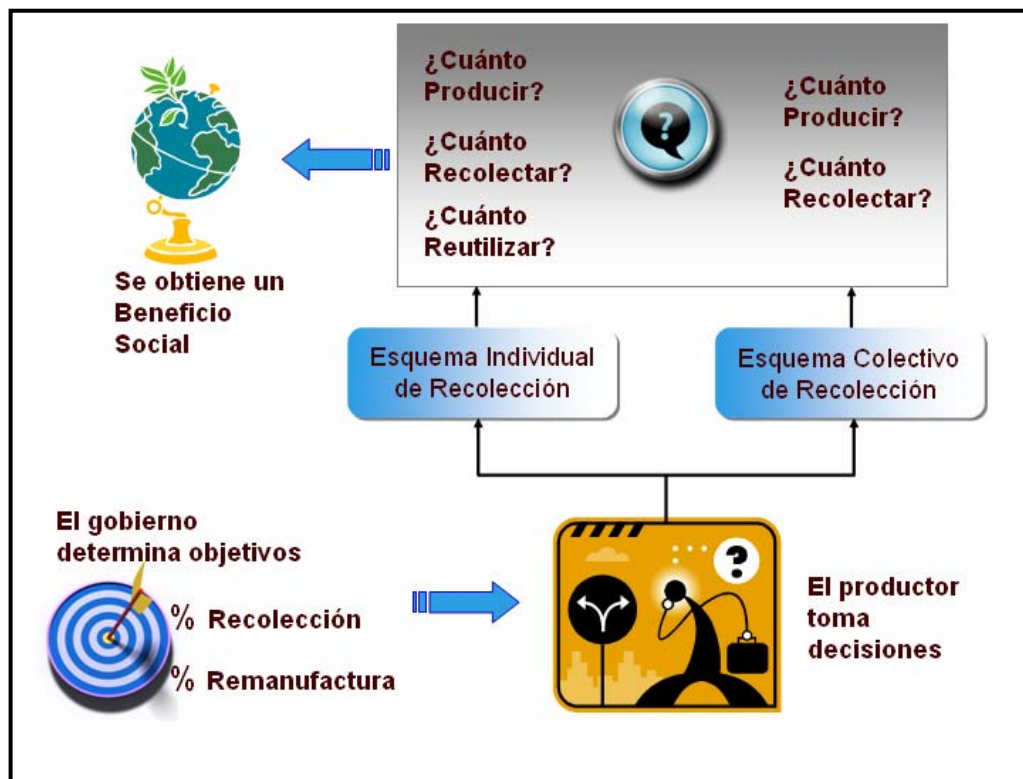 ¿Cuánto
Producir?
¿Cuánto
Recolectar?
¿Cuánto
Reutilizar?
?
¿Cuánto
Producir?
¿Cuánto
Recolectar?
Se obtiene un
Beneficio
Social
Esquema Individual
de Recolección
Esquema Colectivo
de Recolección
El gobierno
determina objetivos
% Recolección
% Remanufactura
?
El productor
toma
decisiones